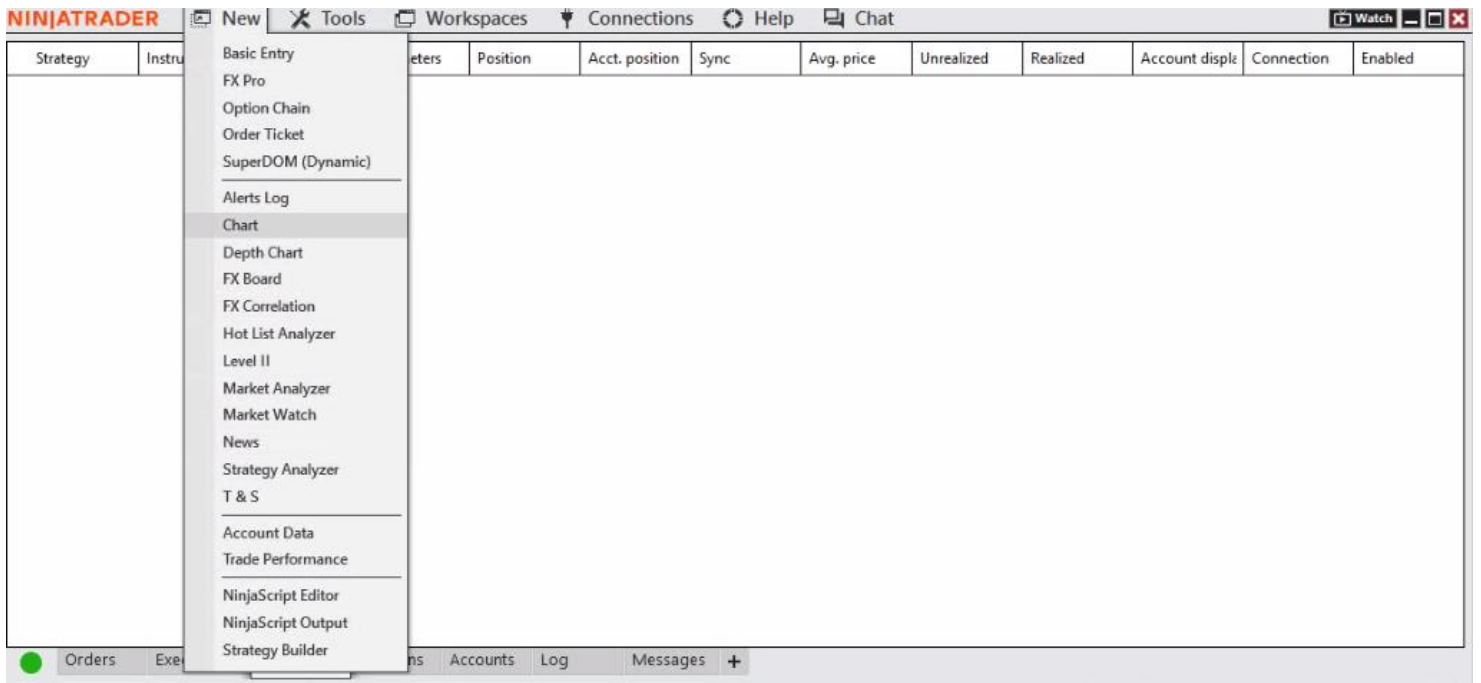 NINJATRADER New Tools Workspaces Connections Help Chat Watch
Strategy Instru eters Position Acct. position Sync Avg. price Unrealized Realized Account displa Connection Enabled
Basic Entry
FX Pro
Option Chain
Order Ticket
SuperDOM (Dynamic)
Alerts Log
Chart
Depth Chart
FX Board
FX Correlation
Hot List Analyzer
Level II
Market Analyzer
Market Watch
News
Strategy Analyzer
T & S
Account Data
Trade Performance
NinjaScript Editor
NinjaScript Output
Strategy Builder
Orders Exe ns Accounts Log Messages +